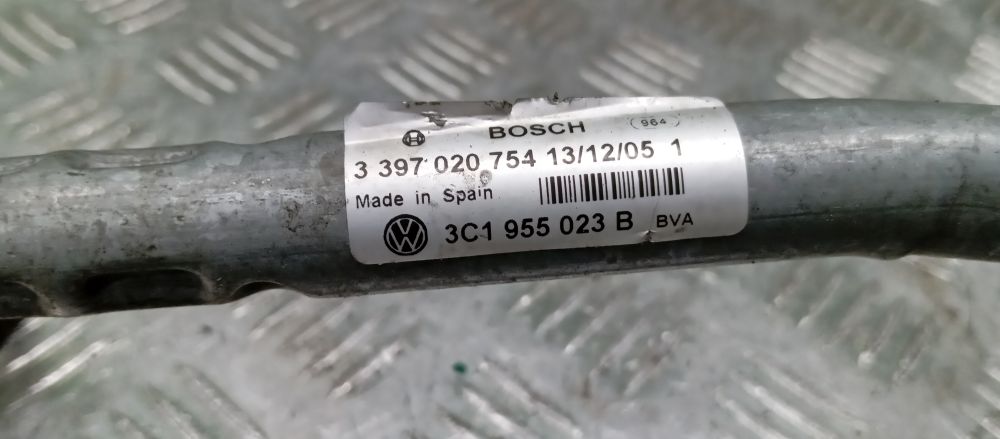 BOSCH (964)
3 397 020 754 13/12/05 1
Made in Spain
3C1 955 023 B BVA